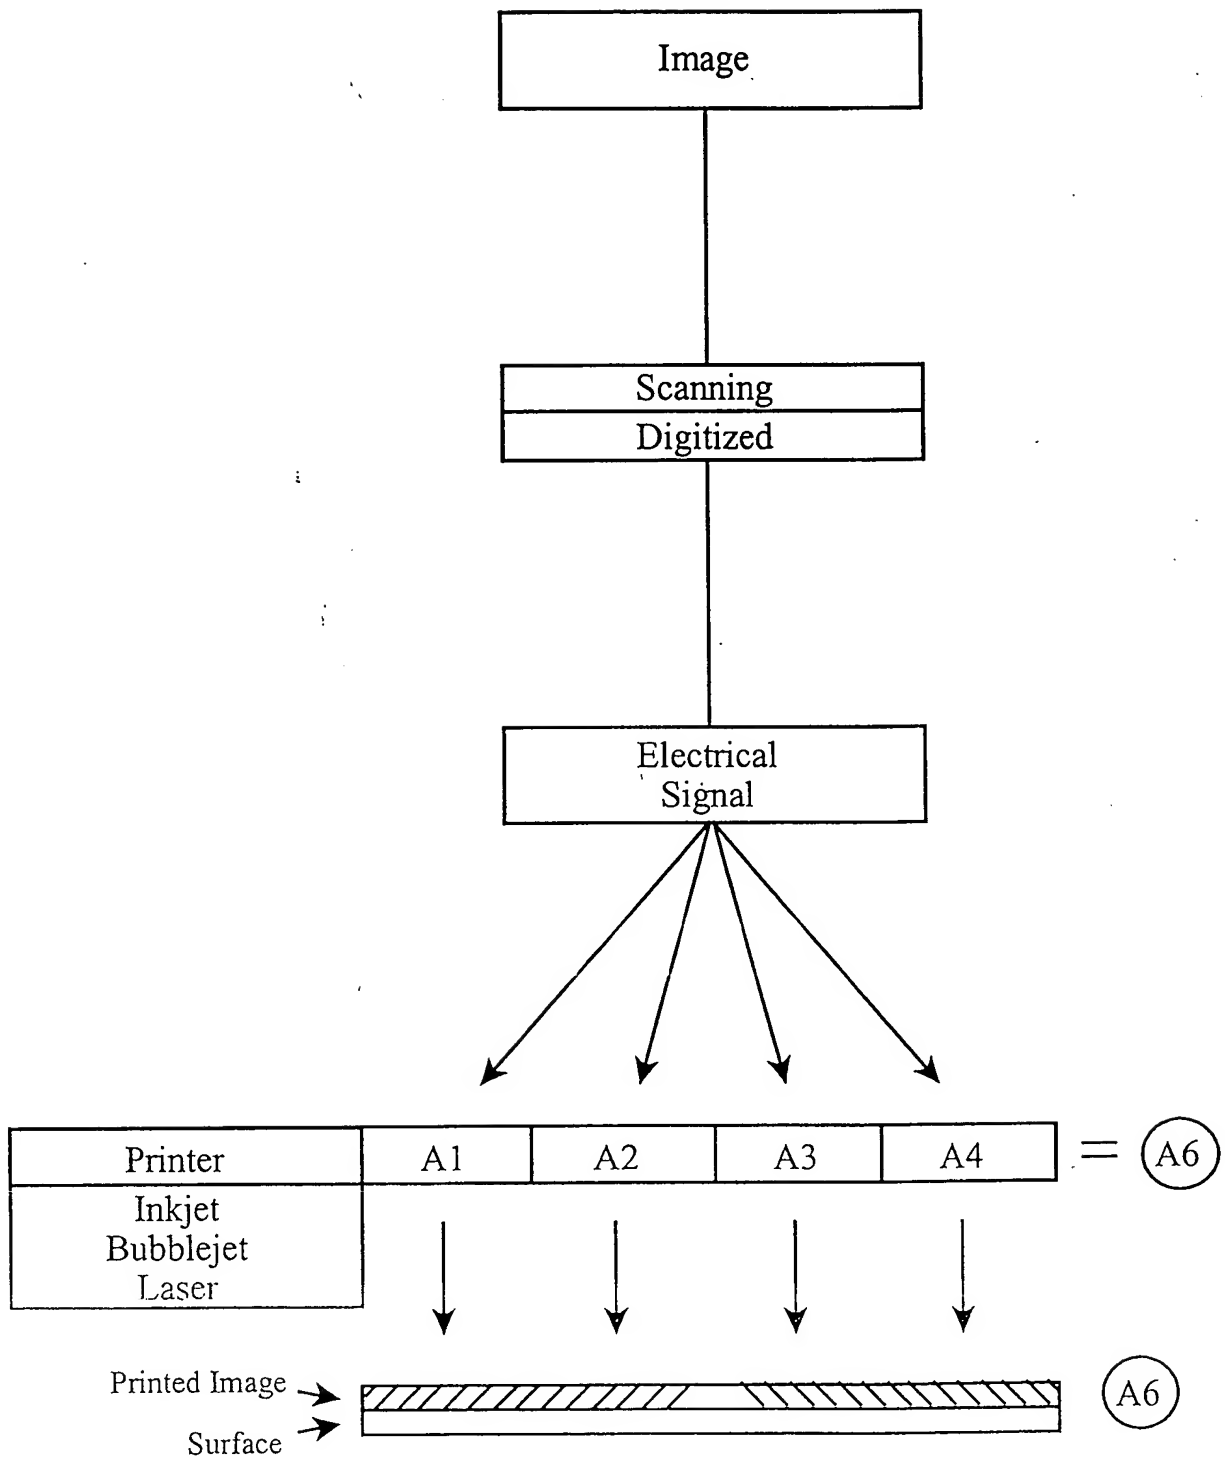 Image
Scanning
Digitized
Electrical
Signal
Printer A1 A2 A3 A4 = A6
Inkjet
Bubblejet
Laser
Printed Image A6
Surface